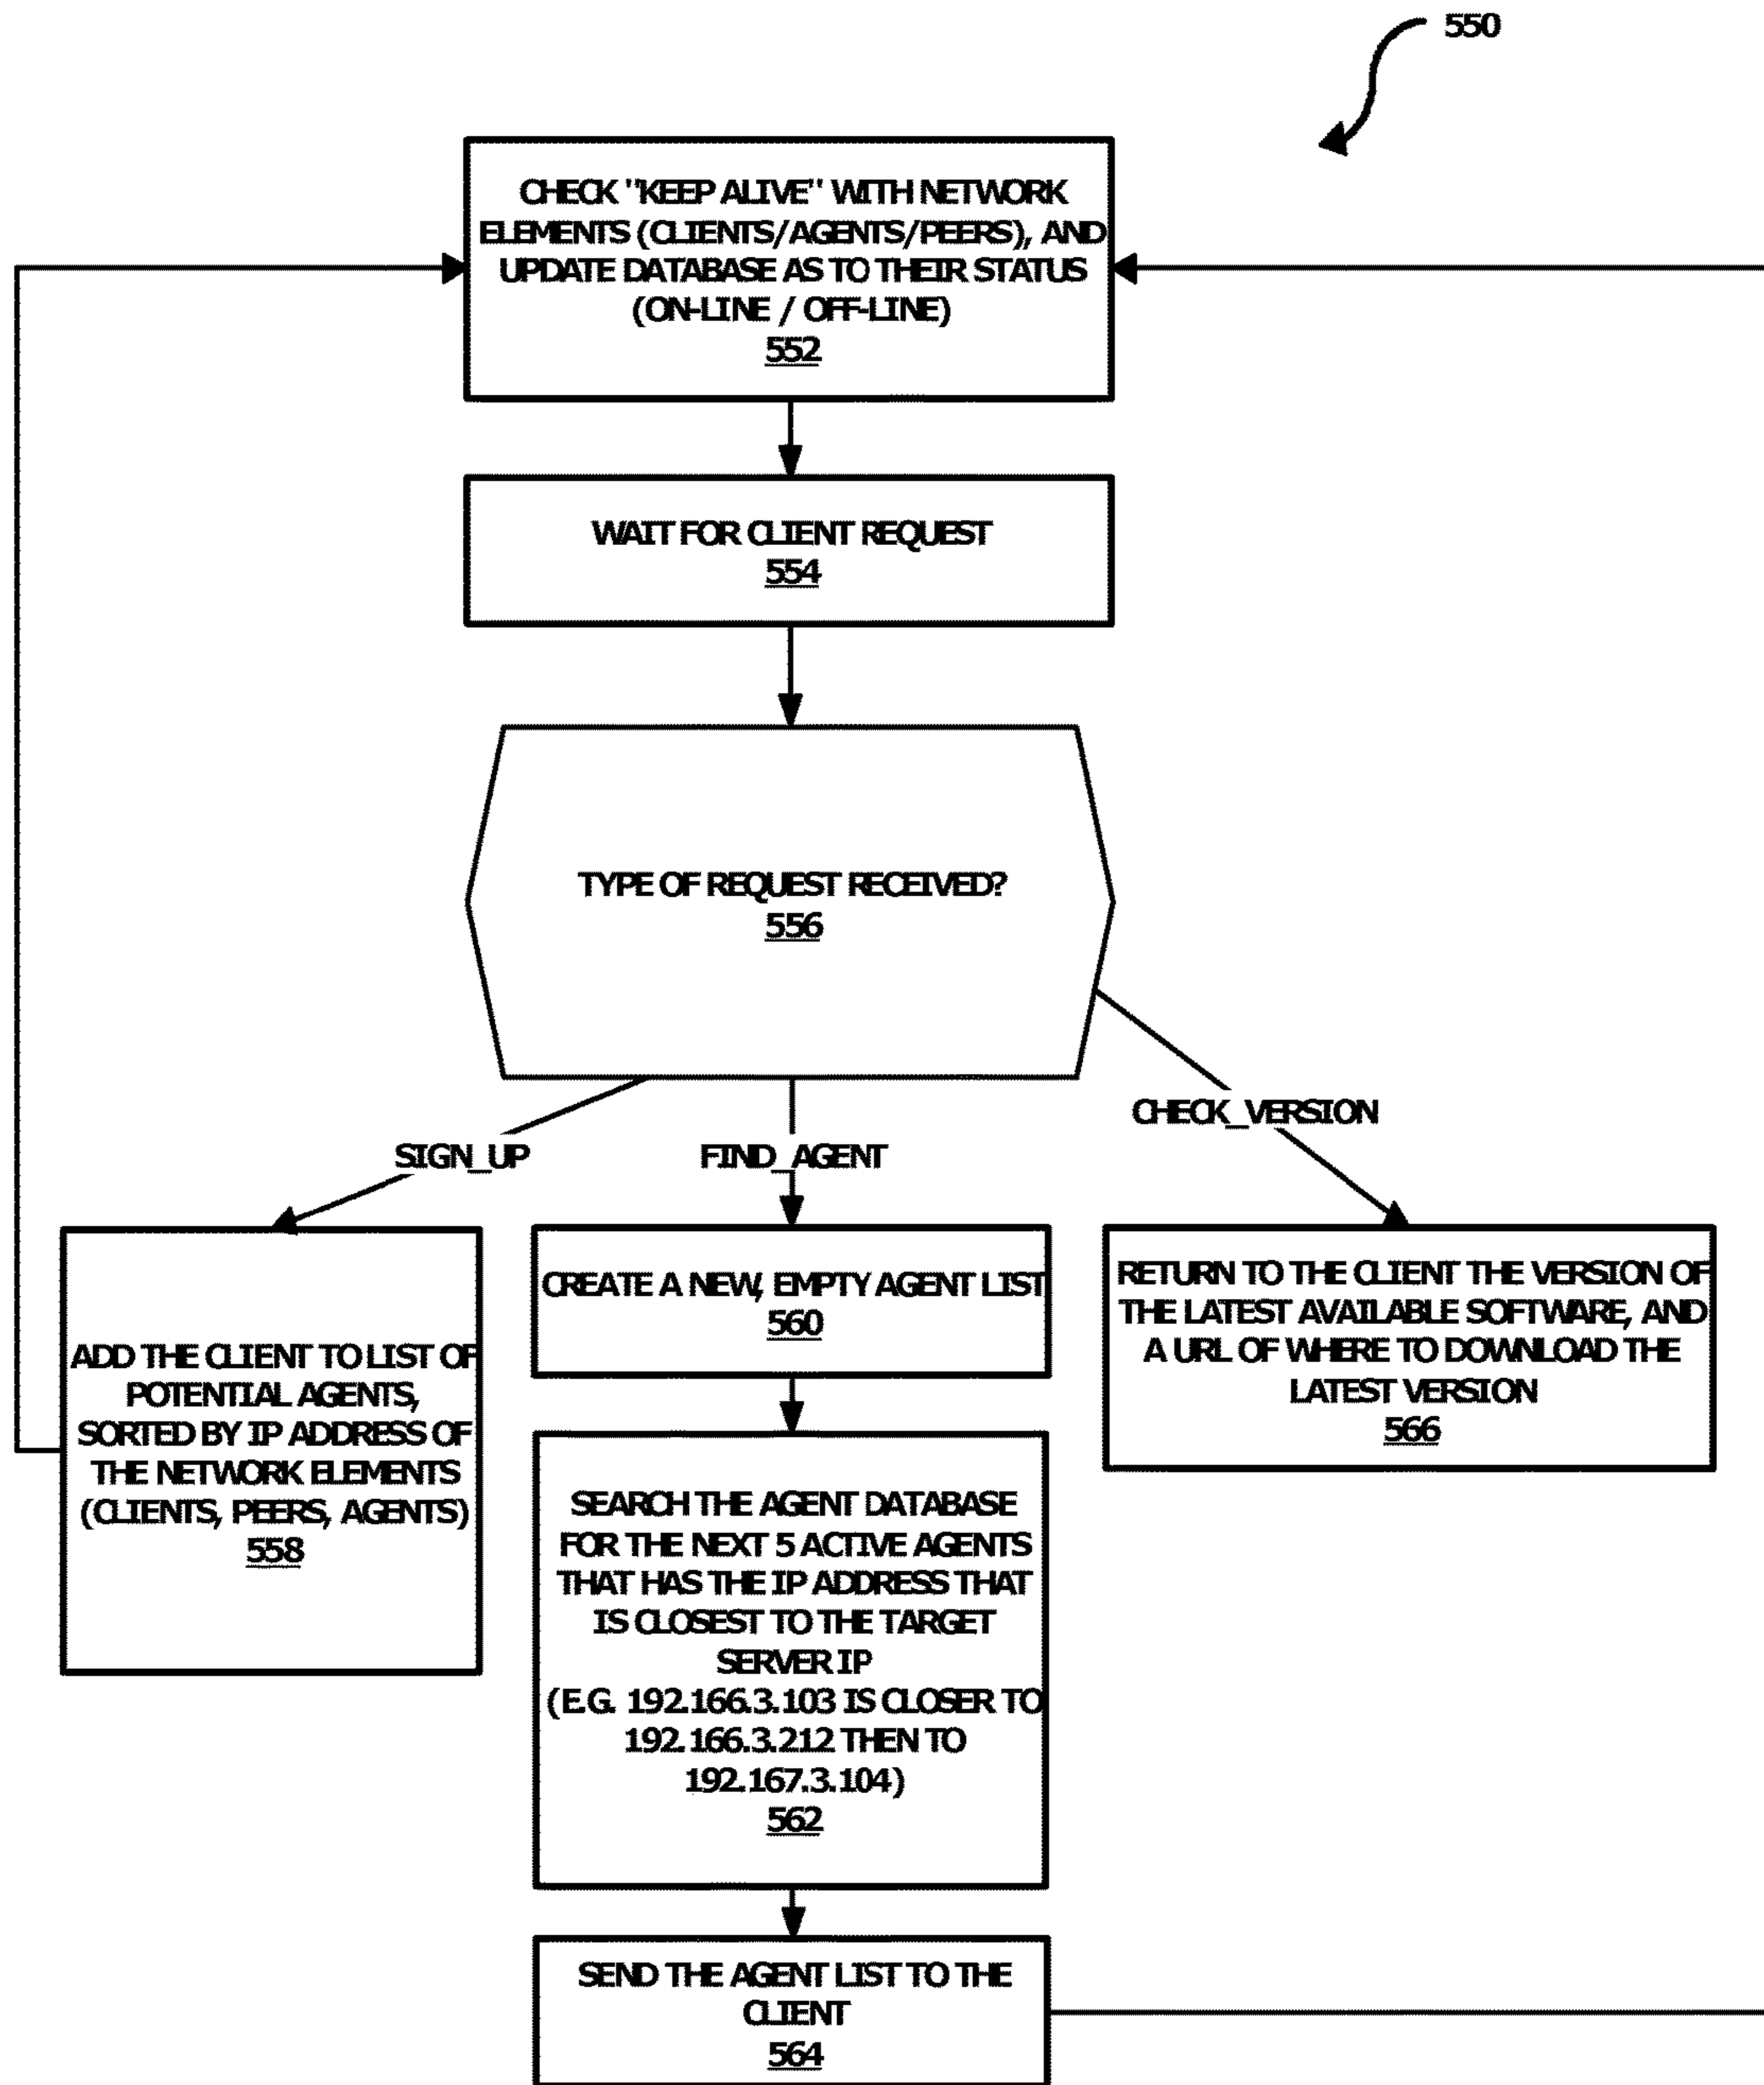 550
CHECK "KEEP ALIVE" WITH NETWORK
ELEMENTS (CLIENTS/AGENTS/PEERS), AND
UPDATE DATABASE AS TO THEIR STATUS
(ON-LINE / OFF-LINE)
552
WAIT FOR CLIENT REQUEST
554
TYPE OF REQUEST RECEIVED?
556
SIGN_UP
FIND_AGENT
CHECK_VERSION
ADD THE CLIENT TO LIST OF
POTENTIAL AGENTS,
SORTED BY IP ADDRESS OF
THE NETWORK ELEMENTS
(CLIENTS, PEERS, AGENTS)
558
CREATE A NEW, EMPTY AGENT LIST
560
SEARCH THE AGENT DATABASE
FOR THE NEXT 5 ACTIVE AGENTS
THAT HAS THE IP ADDRESS THAT
IS CLOSEST TO THE TARGET
SERVER IP
(E.G. 192.166.3.103 IS CLOSER TO
192.166.3.212 THEN TO
192.167.3.104)
562
SEND THE AGENT LIST TO THE
CLIENT
564
RETURN TO THE CLIENT THE VERSION OF
THE LATEST AVAILABLE SOFTWARE, AND
A URL OF WHERE TO DOWNLOAD THE
LATEST VERSION
566